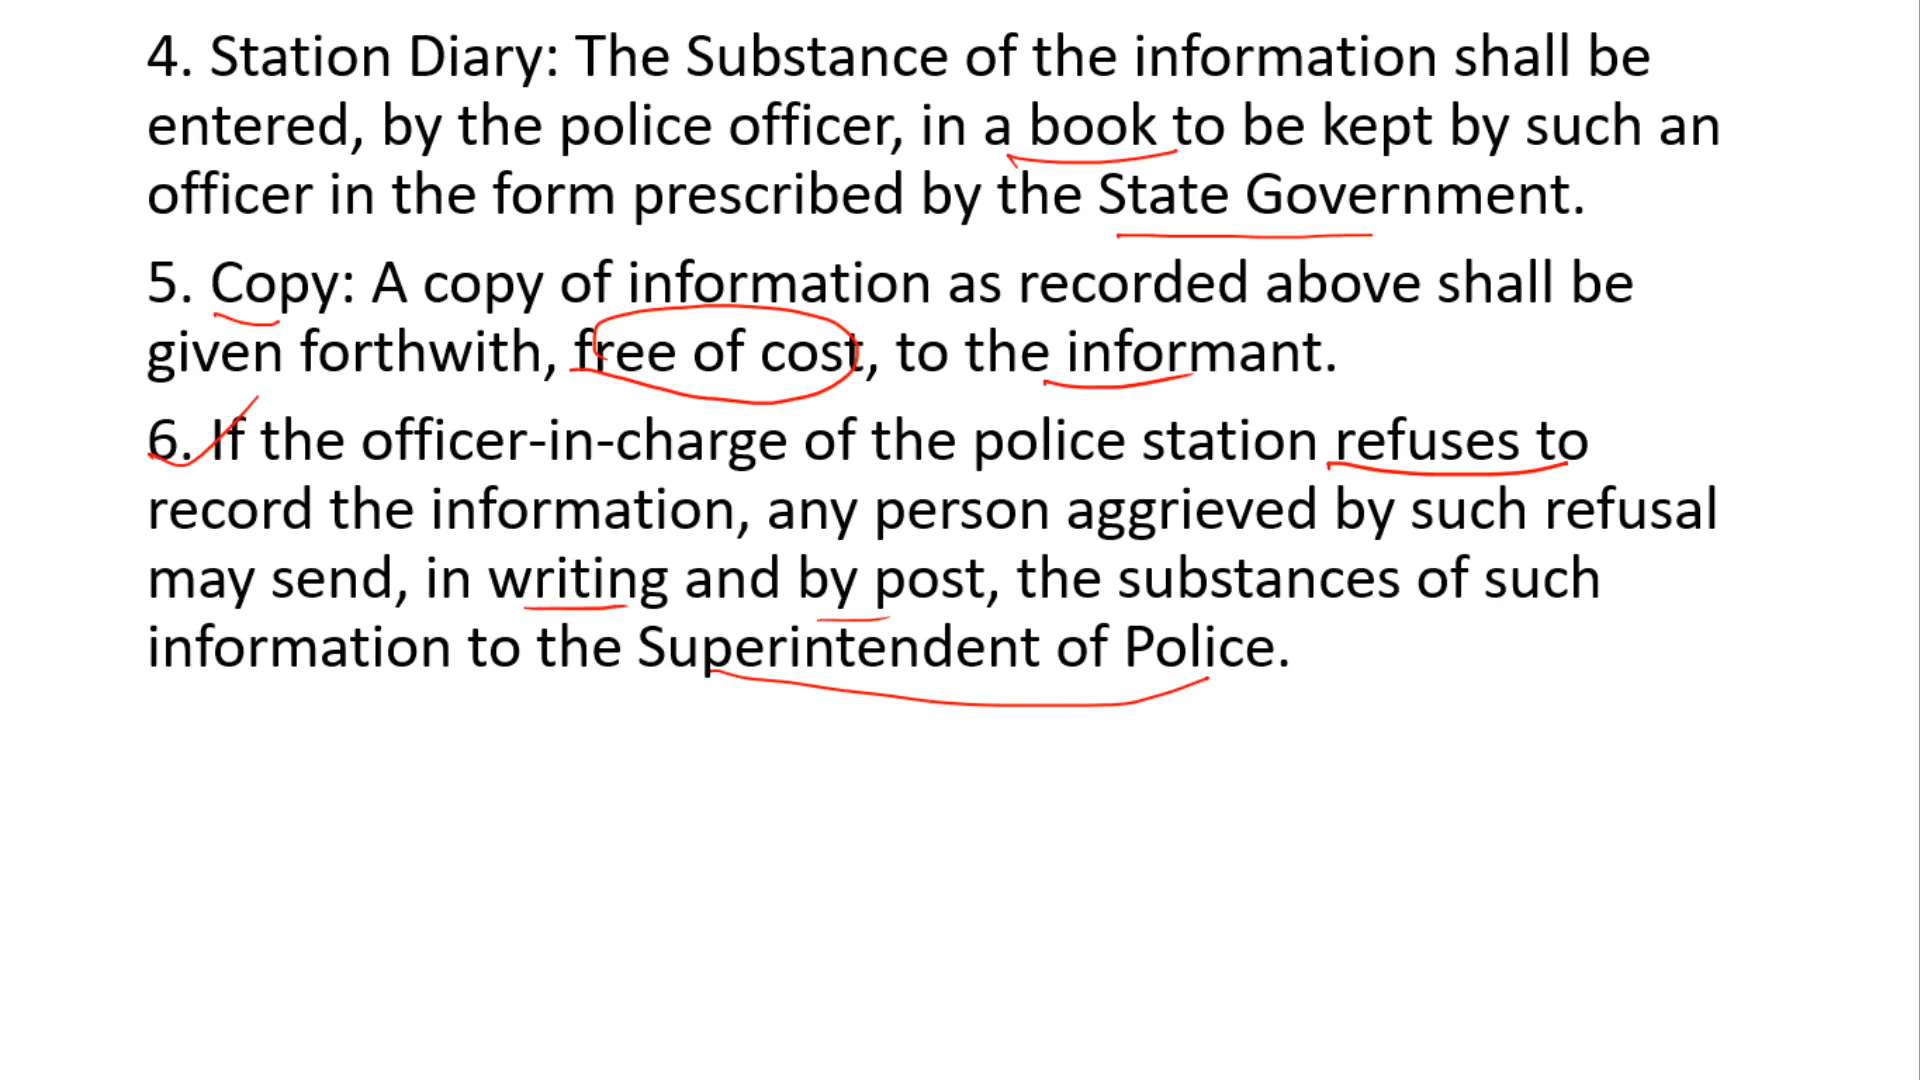 4. Station Diary: The Substance of the information shall be
entered, by the police officer, in a book to be kept by such an
officer in the form prescribed by the State Government.
5. Copy: A copy of information as recorded above shall be
given forthwith, free of cost, to the informant.
6. If the officer-in-charge of the police station refuses to
record the information, any person aggrieved by such refusal
may send, in writing and by post, the substances of such
information to the Superintendent of Police.